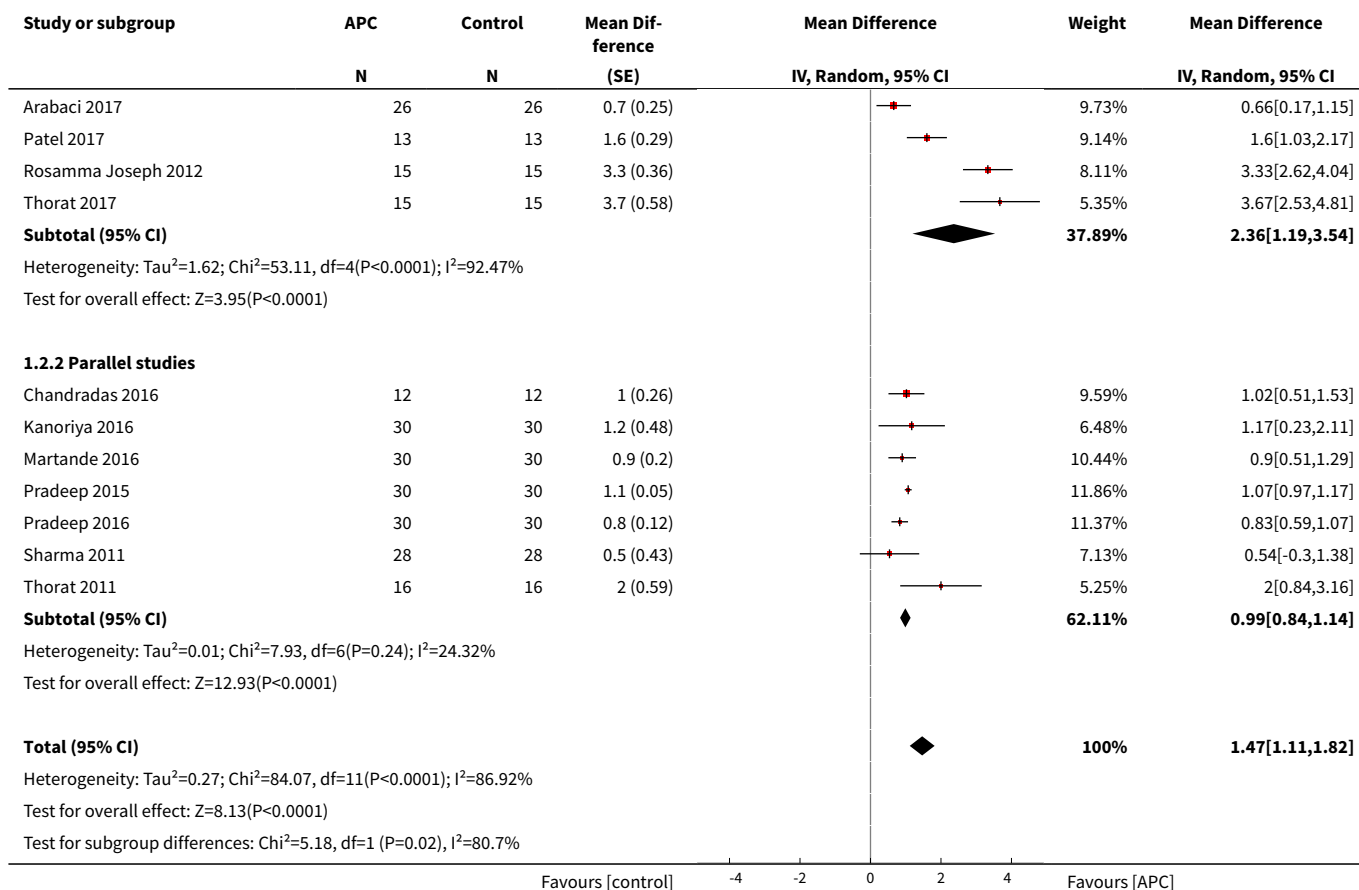 Study or subgroup APC Control Mean Dif- Mean Difference Weight Mean Difference
ference
N N (SE) IV, Random, 95% CI IV, Random, 95% CI
Arabaci 2017 26 26 0.7 (0.25) 9.73% 0.66[0.17,1.15]
Patel 2017 13 13 1.6 (0.29) 9.14% 1.6[1.03,2.17]
Rosamma Joseph 2012 15 15 3.3 (0.36) 8.11% 3.33[2.62,4.04]
Thorat 2017 15 15 3.7 (0.58) 5.35% 3.67[2.53,4.81]
Subtotal (95% CI) 37.89% 2.36[1.19,3.54]
Heterogeneity: Tau²=1.62; Chi²=53.11, df=4(P<0.0001); I²=92.47%
Test for overall effect: Z=3.95(P<0.0001)
1.2.2 Parallel studies
Chandradas 2016 12 12 1 (0.26) 9.59% 1.02[0.51,1.53]
Kanoriya 2016 30 30 1.2 (0.48) 6.48% 1.17[0.23,2.11]
Martande 2016 30 30 0.9 (0.2) 10.44% 0.9[0.51,1.29]
Pradeep 2015 30 30 1.1 (0.05) 11.86% 1.07[0.97,1.17]
Pradeep 2016 30 30 0.8 (0.12) 11.37% 0.83[0.59,1.07]
Sharma 2011 28 28 0.5 (0.43) 7.13% 0.54[-0.3,1.38]
Thorat 2011 16 16 2 (0.59) 5.25% 2[0.84,3.16]
Subtotal (95% CI) 62.11% 0.99[0.84,1.14]
Heterogeneity: Tau²=0.01; Chi²=7.93, df=6(P=0.24); I²=24.32%
Test for overall effect: Z=12.93(P<0.0001)
Total (95% CI) 100% 1.47[1.11,1.82]
Heterogeneity: Tau²=0.27; Chi²=84.07, df=11(P<0.0001); I²=86.92%
Test for overall effect: Z=8.13(P<0.0001)
Test for subgroup differences: Chi²=5.18, df=1 (P=0.02), I²=80.7%
Favours [control] -4 -2 0 2 4 Favours [APC]